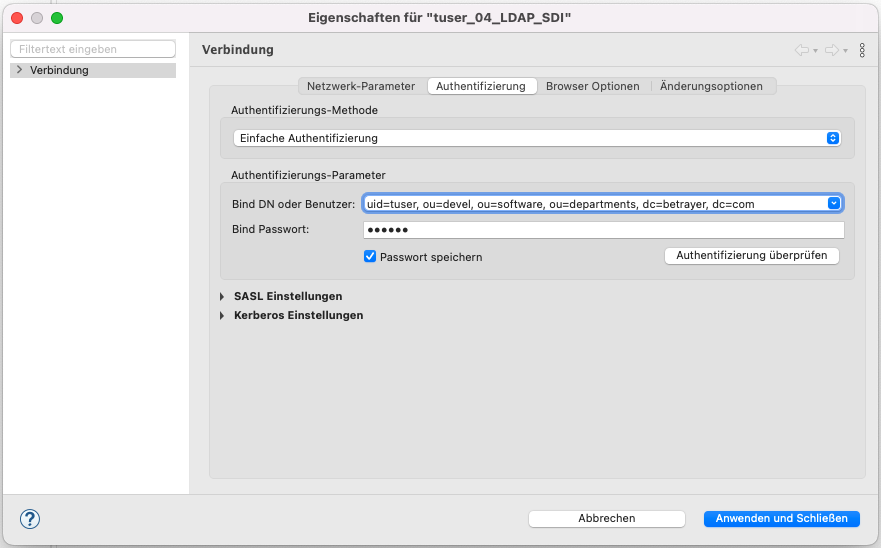 Eigenschaften für "tuser_04_LDAP_SDI"
Filtertext eingeben
Verbindung
Verbindung
Netzwerk-Parameter Authentifizierung Browser Optionen Änderungsoptionen
Authentifizierungs-Methode
Einfache Authentifizierung
Authentifizierungs-Parameter
Bind DN oder Benutzer: uid=tuser, ou=devel, ou=software, ou=departments, dc=betrayer, dc=com
Bind Passwort: ••••••
Passwort speichern Authentifizierung überprüfen
SASL Einstellungen
Kerberos Einstellungen
? Abbrechen Anwenden und Schließen